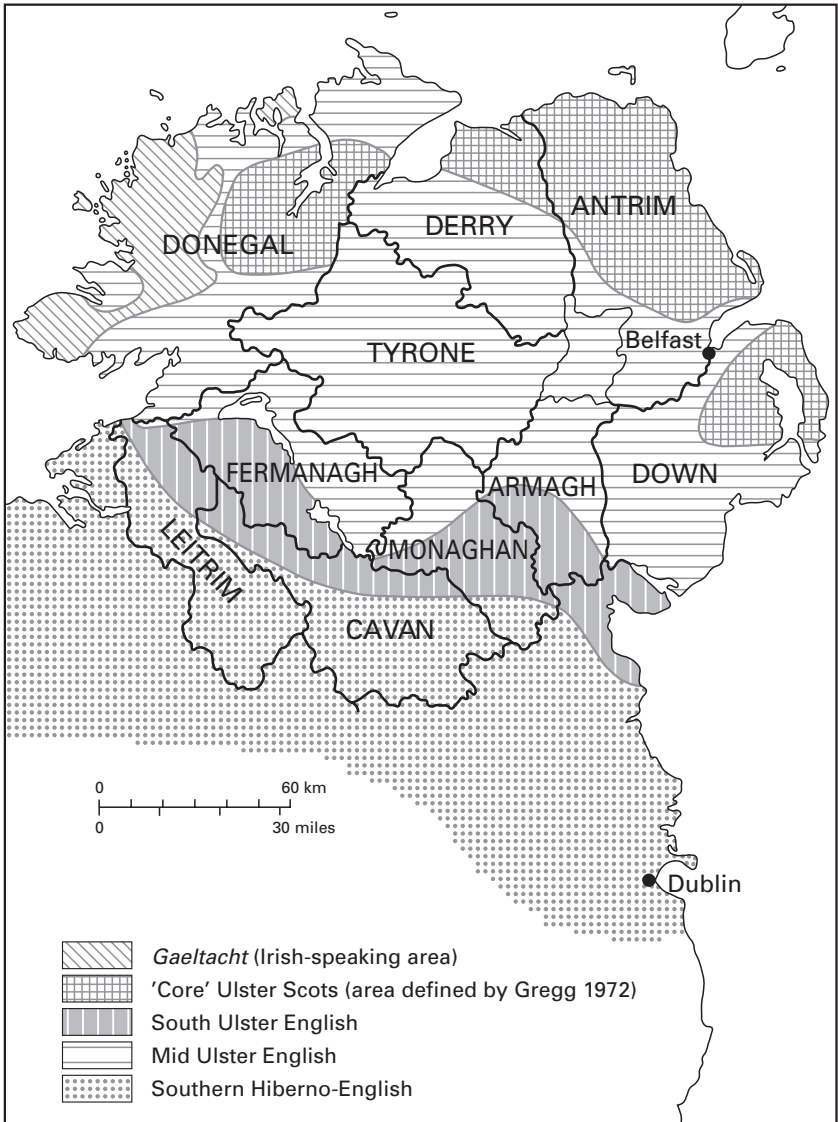 ANTRIM
DERRY
DONEGAL
Belfast
TYRONE
FERMANAGH
ARMAGH
DOWN
MONAGHAN
LEITRIM
CAVAN
0 60 km
0 30 miles
Dublin
Gaeltacht (Irish-speaking area)
'Core' Ulster Scots (area defined by Gregg 1972)
South Ulster English
Mid Ulster English
Southern Hiberno-English